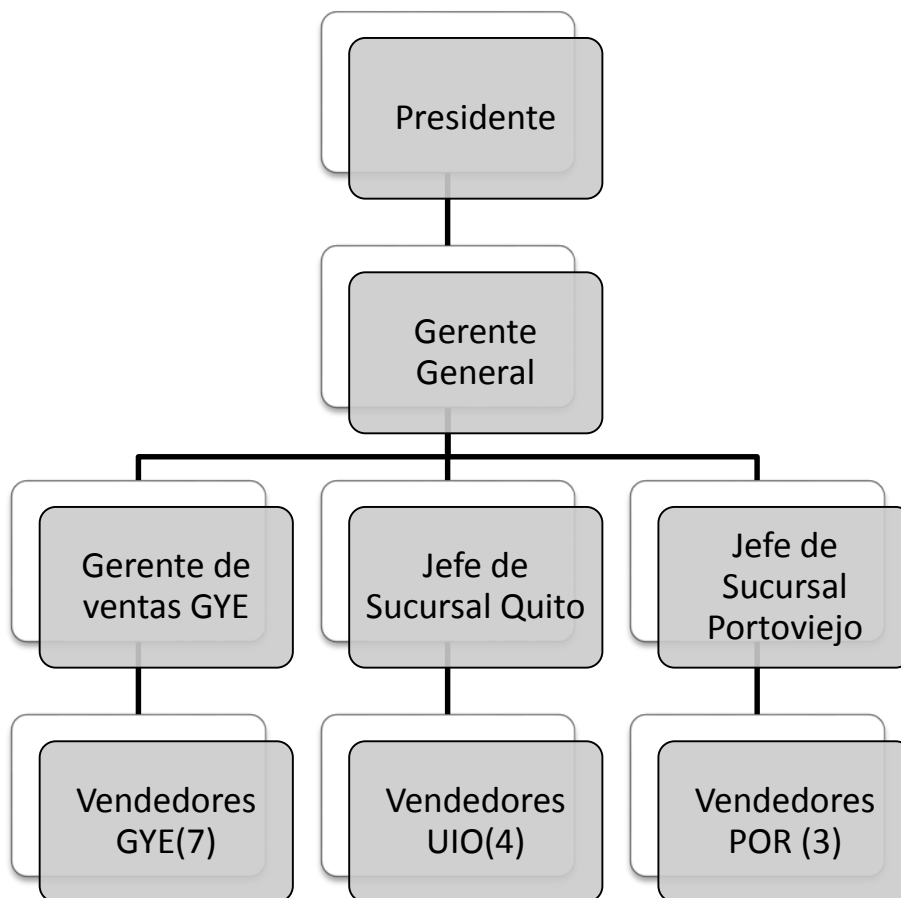 Presidente
Gerente
General
Gerente de
ventas GYE
Jefe de
Sucursal Quito
Jefe de
Sucursal
Portoviejo
Vendedores
GYE(7)
Vendedores
UIO(4)
Vendedores
POR (3)